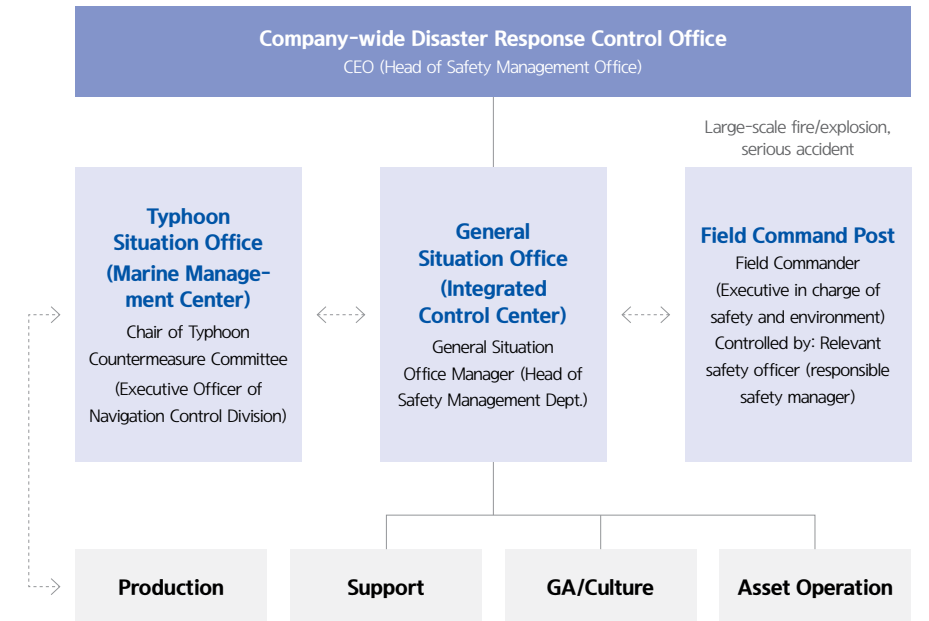 Company-wide Disaster Response Control Office
CEO (Head of Safety Management Office)
Large-scale fire/explosion,
serious accident
Typhoon
Situation Office
(Marine Manage-
ment Center)
Chair of Typhoon
Countermeasure Committee
(Executive Officer of
Navigation Control Division)
General
Situation Office
(Integrated
Control Center)
General Situation
Office Manager (Head of
Safety Management Dept.)
Field Command Post
Field Commander
(Executive in charge of
safety and environment)
Controlled by: Relevant
safety officer (responsible
safety manager)
Production
Support
GA/Culture
Asset Operation